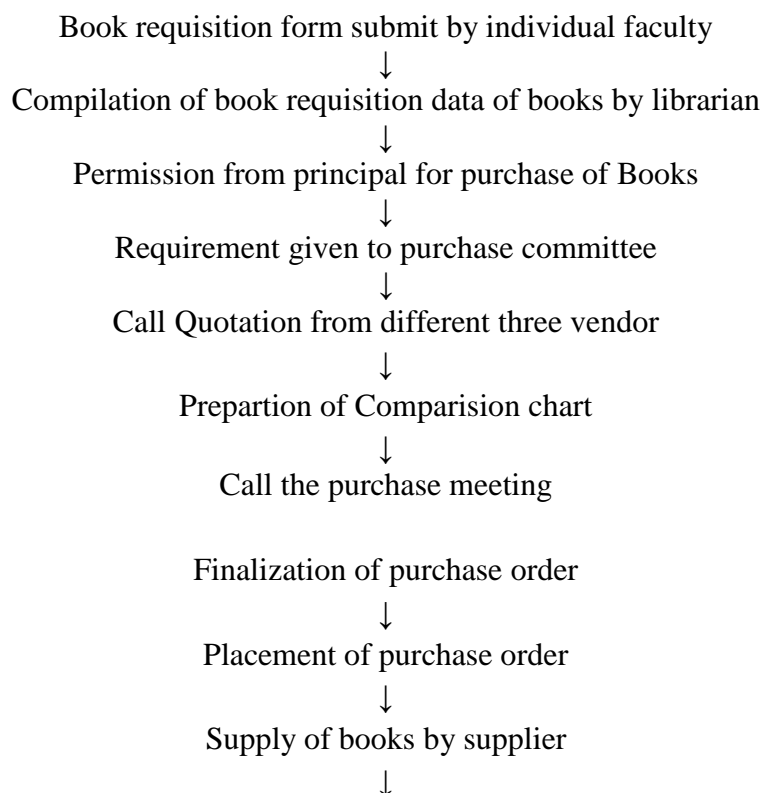 Book requisition form submit by individual faculty
↓
Compilation of book requisition data of books by librarian
↓
Permission from principal for purchase of Books
↓
Requirement given to purchase committee
↓
Call Quotation from different three vendor
↓
Prepartion of Comparision chart
↓
Call the purchase meeting
Finalization of purchase order
↓
Placement of purchase order
↓
Supply of books by supplier
↓